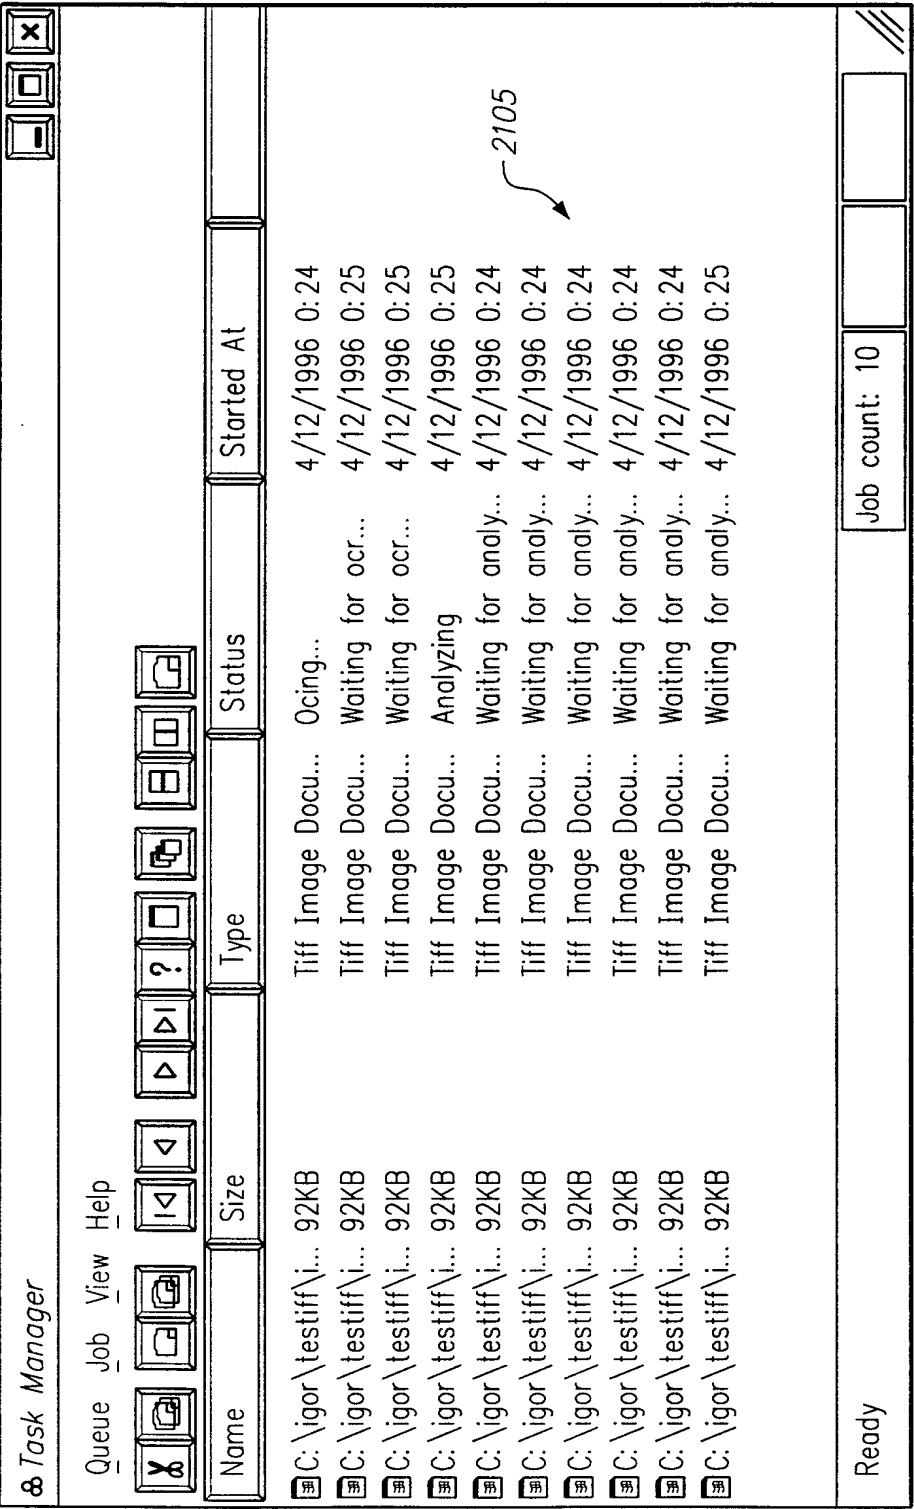 Task Manager
Queue Job View Help
?
Name Size Type Status Started At
C: \igor\testiff\i... 92KB Tiff Image Docu... Ocing... 4/12/1996 0:24
C: \igor\testiff\i... 92KB Tiff Image Docu... Waiting for ocr... 4/12/1996 0:25
C: \igor\testiff\i... 92KB Tiff Image Docu... Waiting for ocr... 4/12/1996 0:25
C: \igor\testiff\i... 92KB Tiff Image Docu... Analyzing 4/12/1996 0:25
C: \igor\testiff\i... 92KB Tiff Image Docu... Waiting for analy... 4/12/1996 0:24
C: \igor\testiff\i... 92KB Tiff Image Docu... Waiting for analy... 4/12/1996 0:24
C: \igor\testiff\i... 92KB Tiff Image Docu... Waiting for analy... 4/12/1996 0:24
C: \igor\testiff\i... 92KB Tiff Image Docu... Waiting for analy... 4/12/1996 0:24
C: \igor\testiff\i... 92KB Tiff Image Docu... Waiting for analy... 4/12/1996 0:24
C: \igor\testiff\i... 92KB Tiff Image Docu... Waiting for analy... 4/12/1996 0:25
2105
Ready Job count: 10